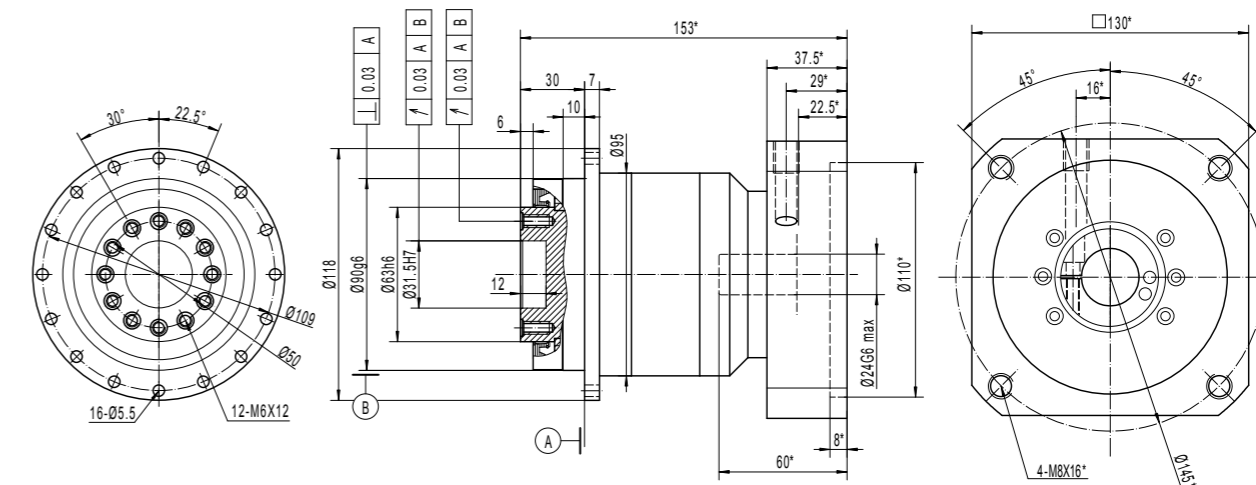 30°
22.5°
Ø109
Ø50
16-Ø5.5
12-M6X12
⊥ 0.03 A
↗ 0.03 A B
↗ 0.03 A B
153*
37.5*
30
7
29*
10
22.5*
6
Ø95
Ø118
Ø90g6
Ø63h6
Ø31.5H7
12
Ø24G6 max
Ø110*
B
A
8*
60*
□130*
45°
45°
16*
4-M8X16*
Ø145*